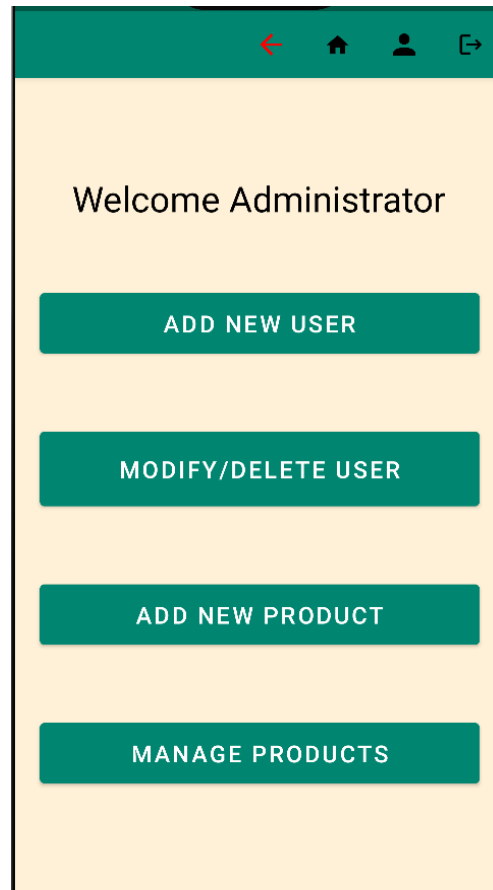 Welcome Administrator
ADD NEW USER
MODIFY/DELETE USER
ADD NEW PRODUCT
MANAGE PRODUCTS